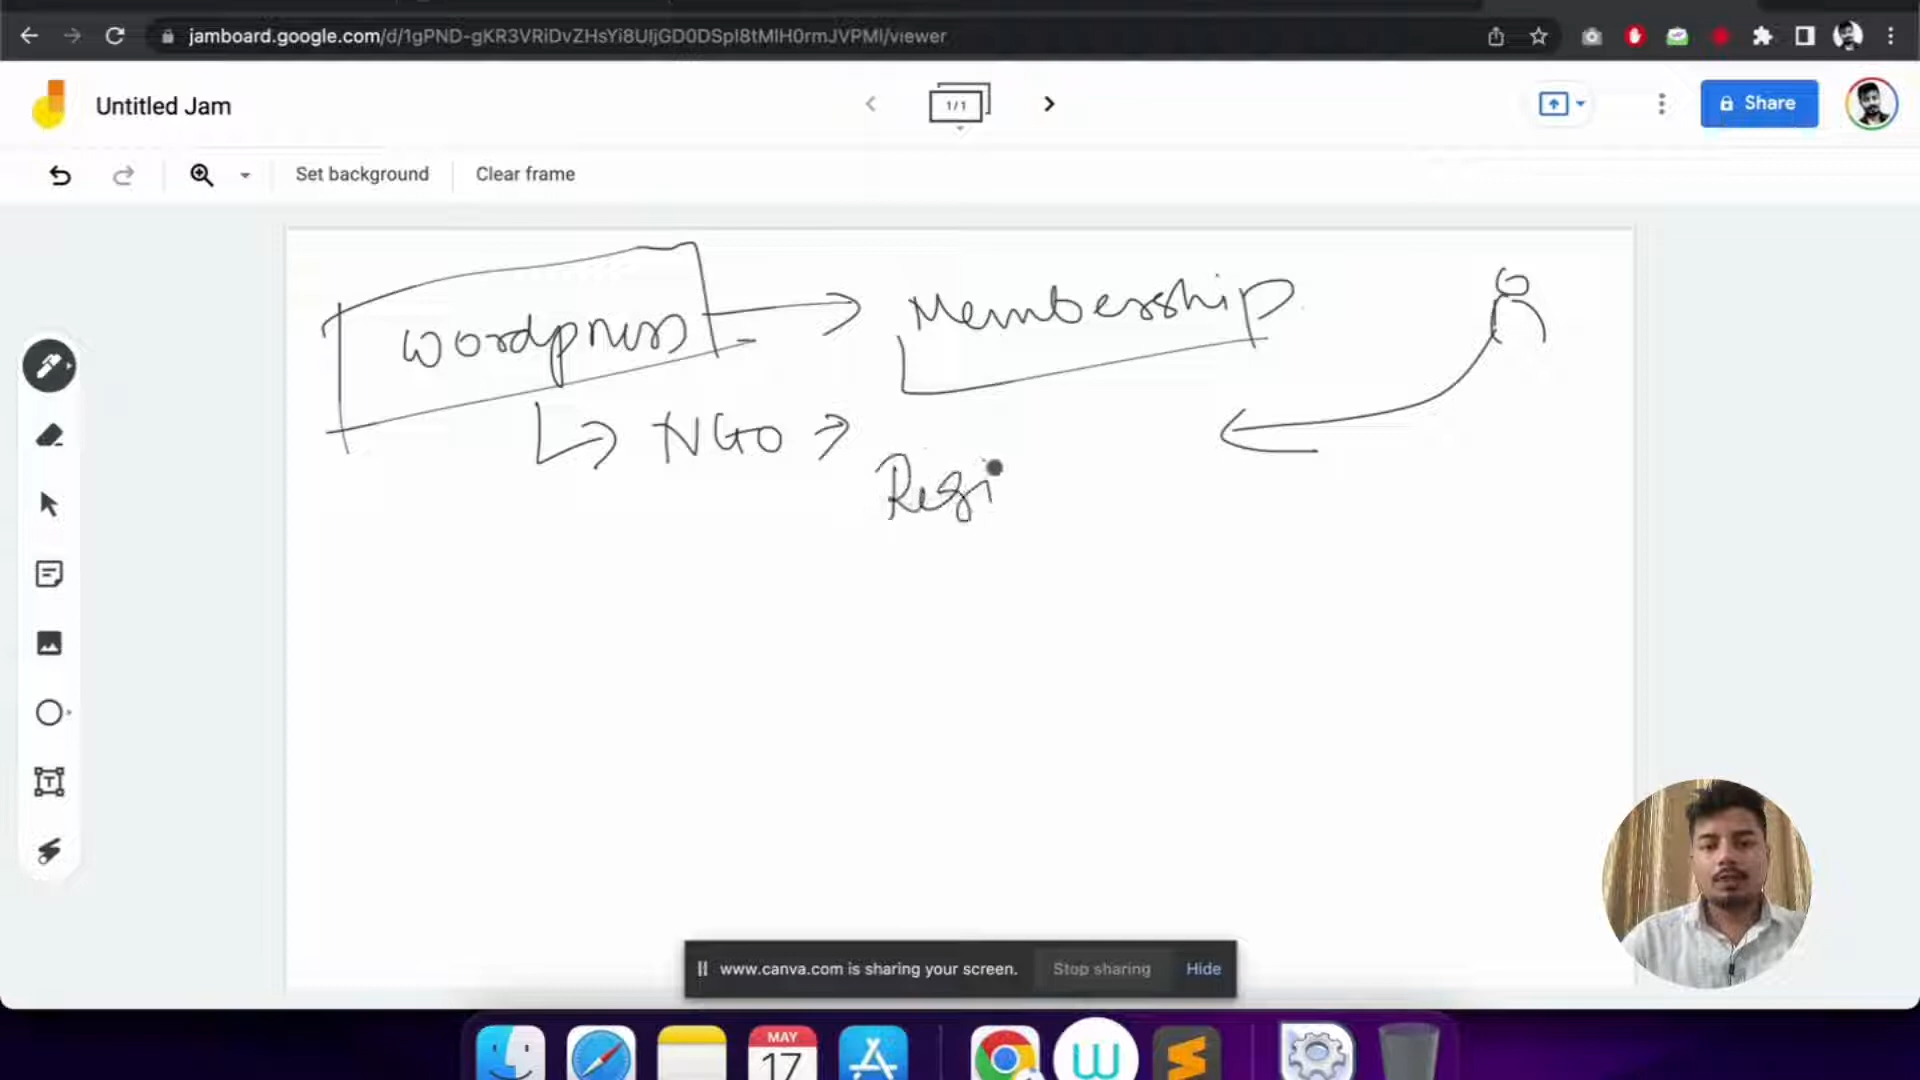 jamboard.google.com/d/1gPND-gKR3VRiDvZHsYi8UIjGD0DSpI8tMlH0rmJVPMI/viewer
Untitled Jam
1/1
Share
Set background
Clear frame
Wordpress
Membership
NGO
Regi
www.canva.com is sharing your screen.
Stop sharing
Hide
MAY
17